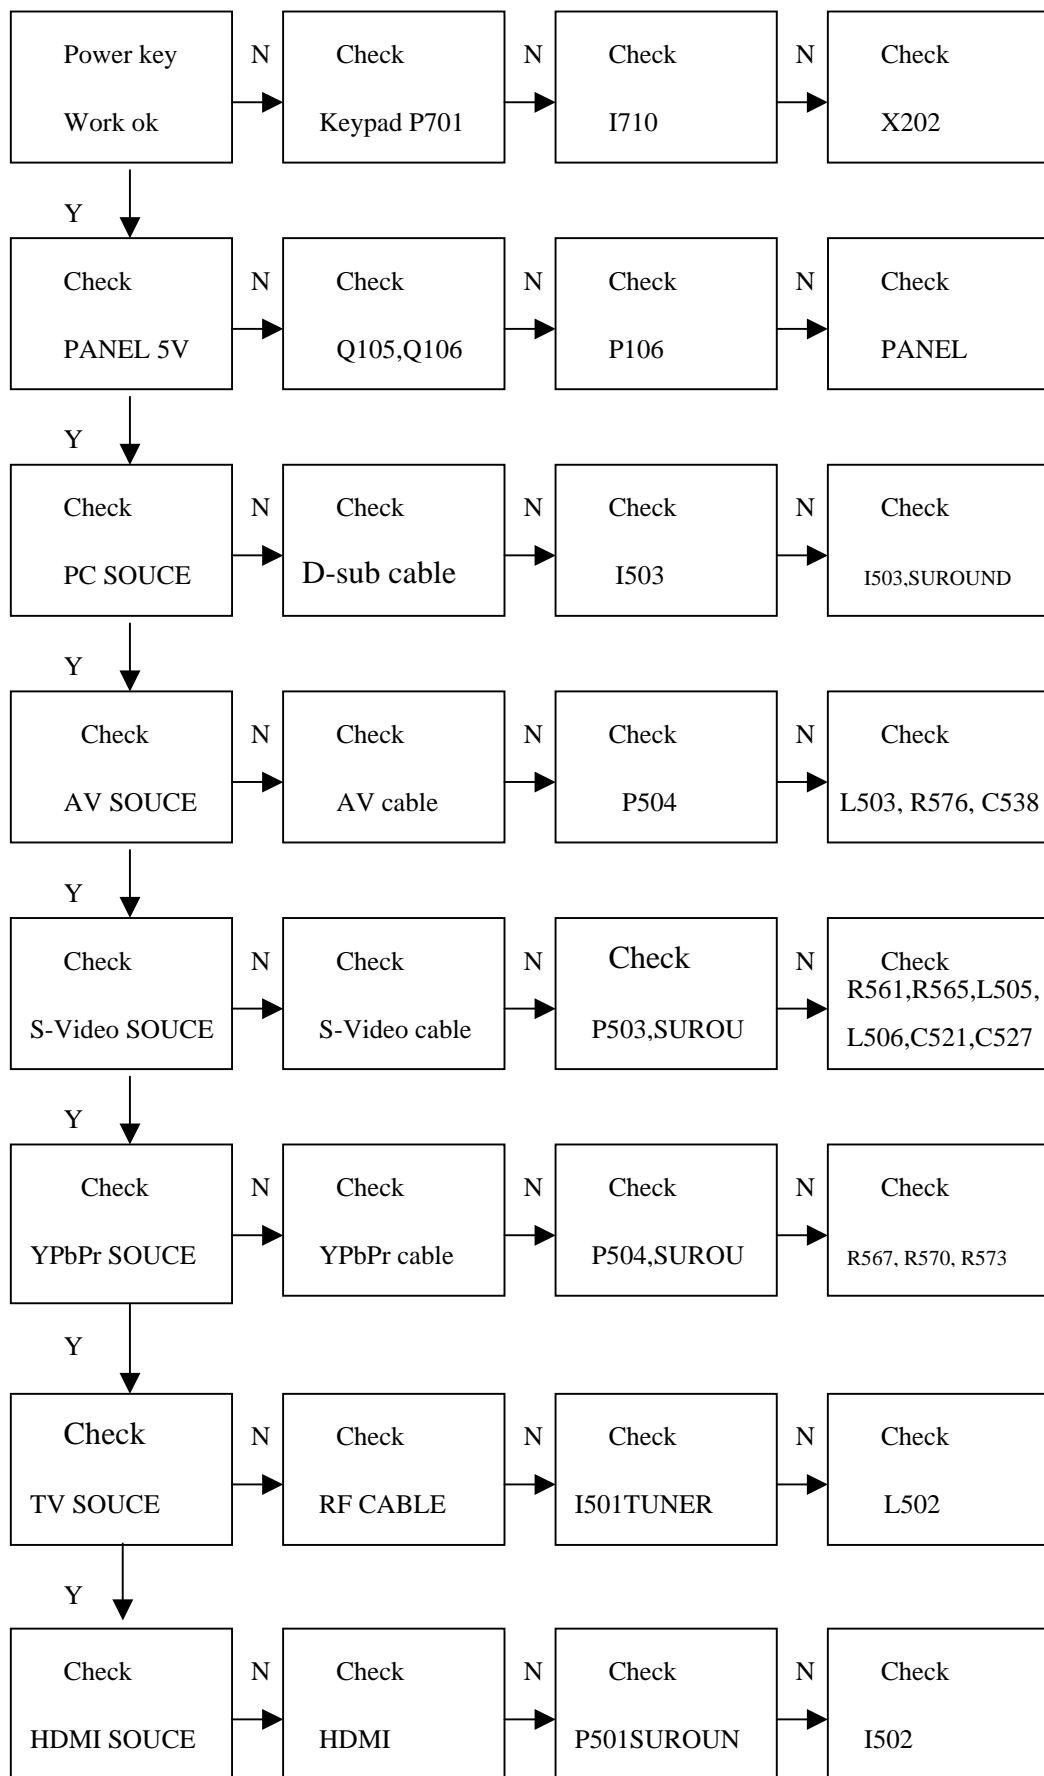 Power key N Check N Check N Check
Work ok Keypad P701 I710 X202
Y
Check N Check N Check N Check
PANEL 5V Q105,Q106 P106 PANEL
Y
Check N Check N Check N Check
PC SOUCE D-sub cable I503 I503,SUROUND
Y
Check N Check N Check N Check
AV SOUCE AV cable P504 L503, R576, C538
Y
Check N Check N Check N Check
R561,R565,L505,
S-Video SOUCE S-Video cable P503,SUROU L506,C521,C527
Y
Check N Check N Check N Check
YPbPr SOUCE YPbPr cable P504,SUROU R567, R570, R573
Y
Check N Check N Check N Check
TV SOUCE RF CABLE I501TUNER L502
Y
Check N Check N Check N Check
HDMI SOUCE HDMI P501SUROUN I502